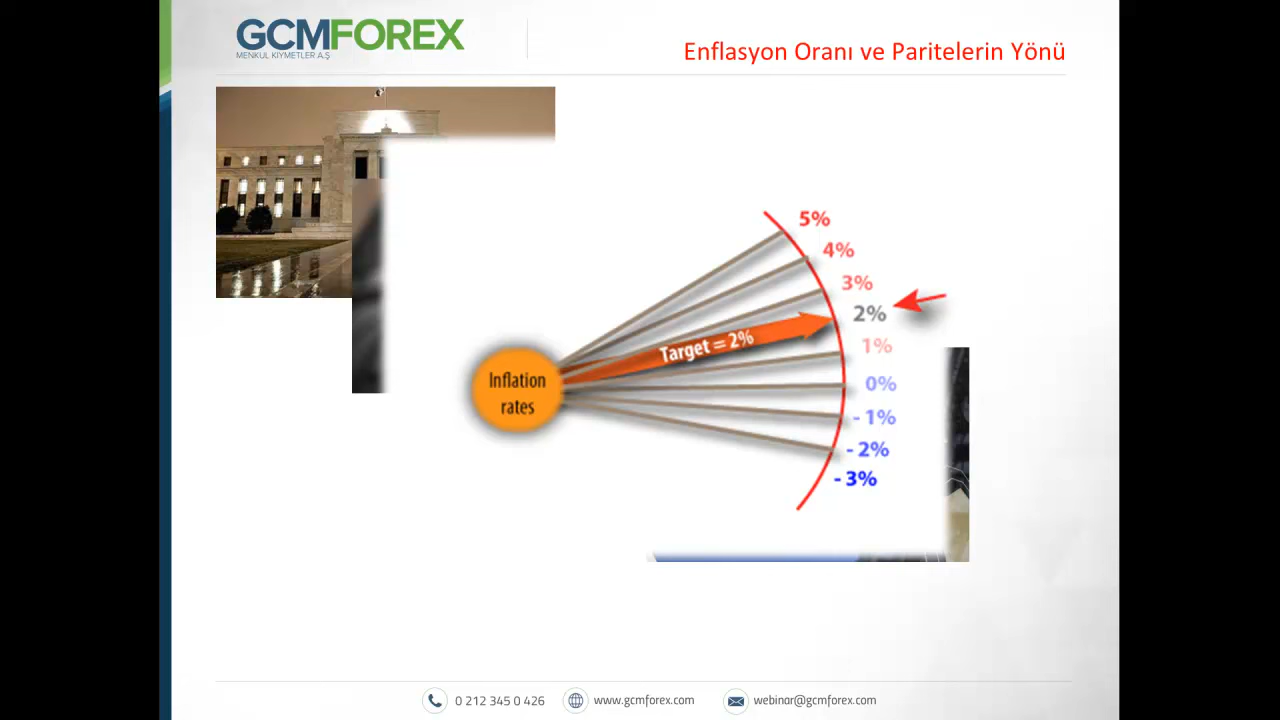 GCMFOREX
MENKUL KIYMETLER A.Ş
Enflasyon Oranı ve Paritelerin Yönü
5%
4%
3%
2%
Target = 2%
1%
Inflation
rates
0%
- 1%
- 2%
- 3%
0 212 345 0 426
www.gcmforex.com
webinar@gcmforex.com